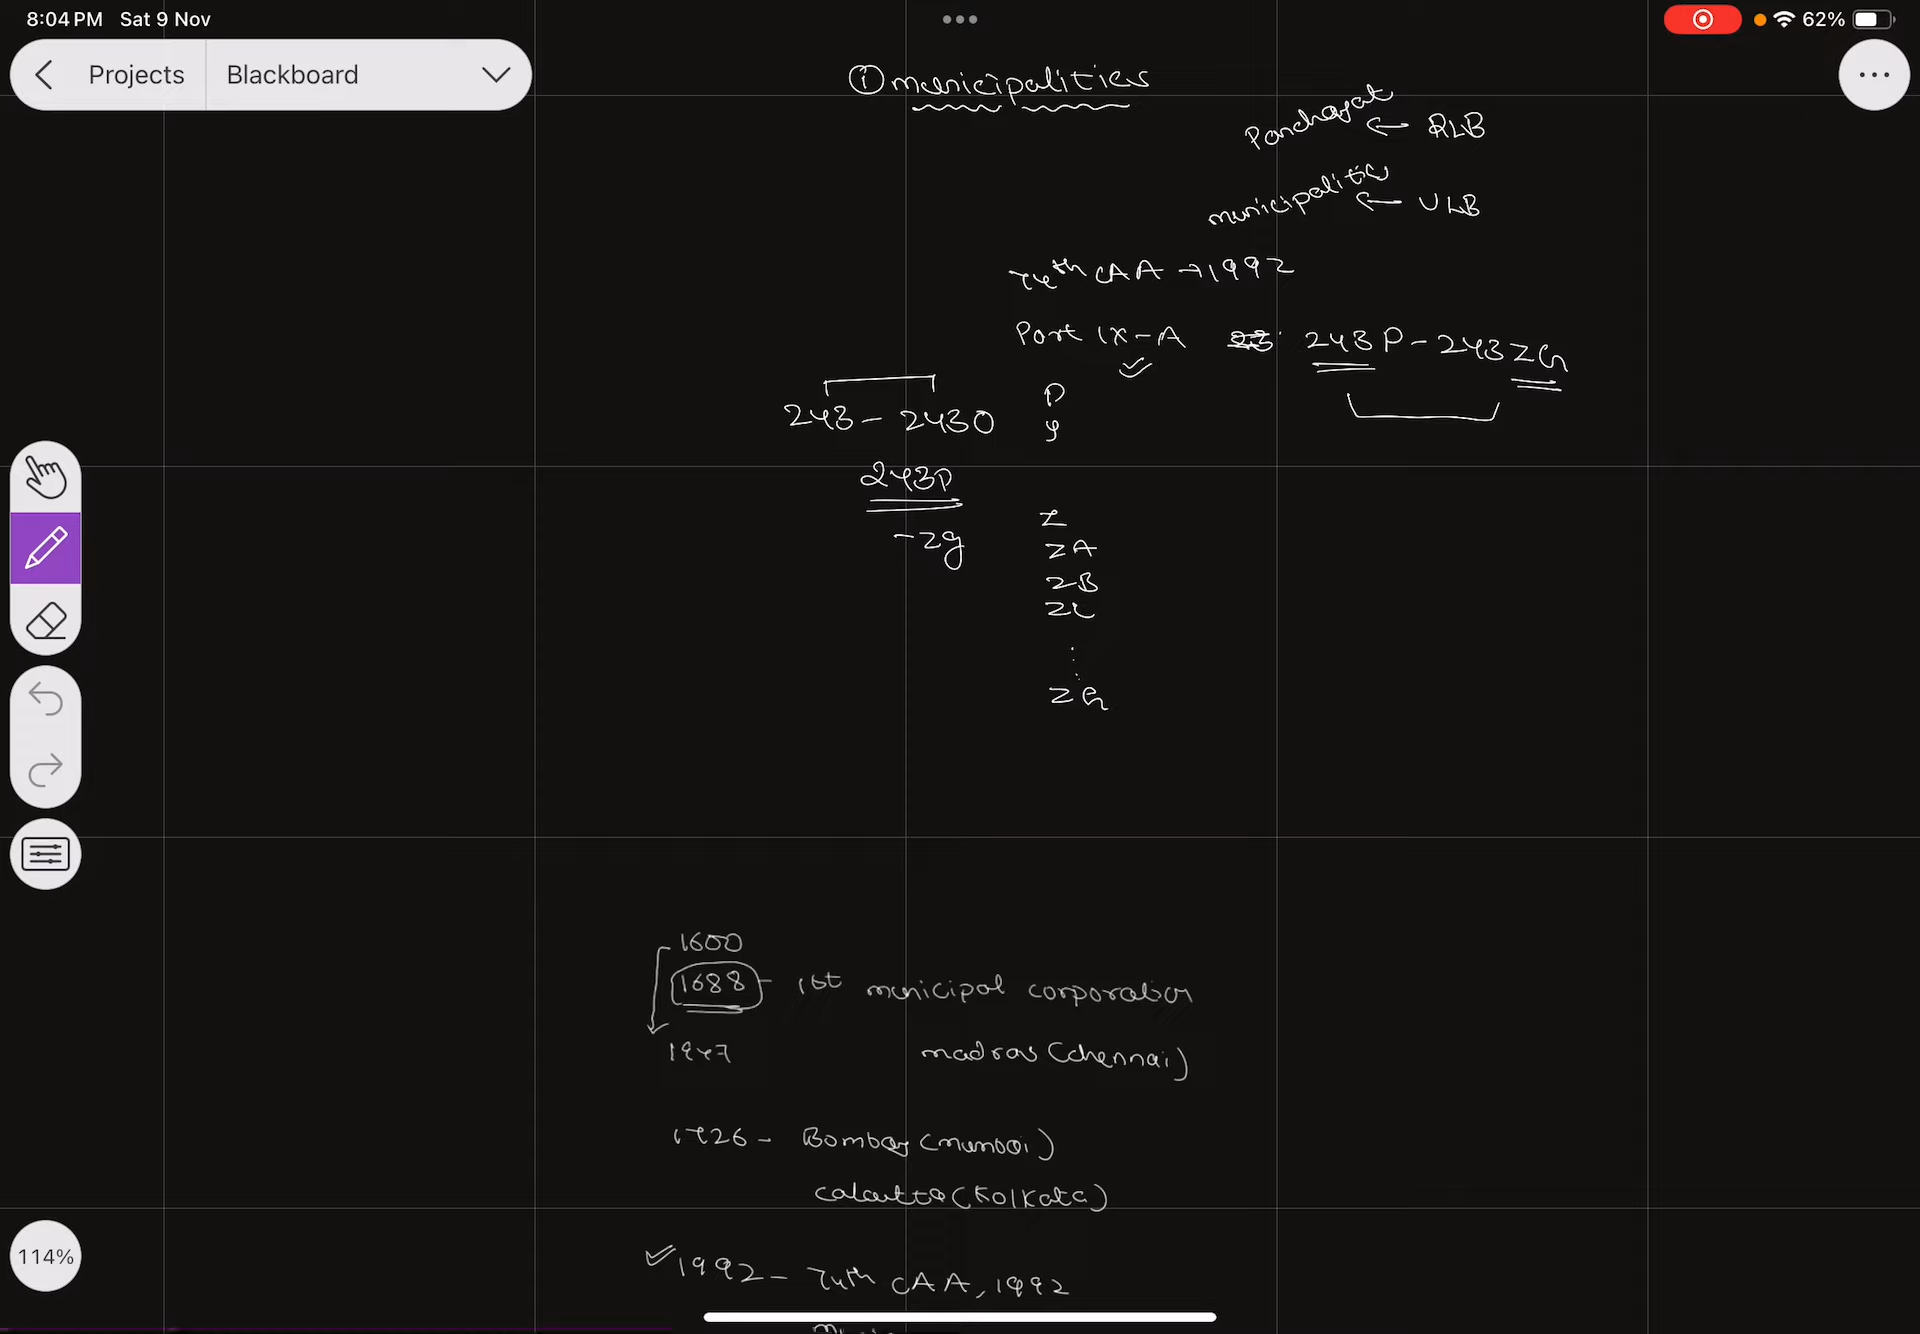 8:04 PM Sat 9 Nov
62%
Projects Blackboard
① municipalities
Panchayat ← RLB
municipalities ← ULB
74th CAA → 1992
Part IX-A 243P - 243ZG
243 - 243O P
243P
-zg
Z
ZA
ZB
ZC
ZG
1600
1688 - 1st municipal corporation
1947 madras (chennai)
1726 - Bombay (mumbai)
calcutta (Kolkata)
114%
1992 - 74th CAA, 1992